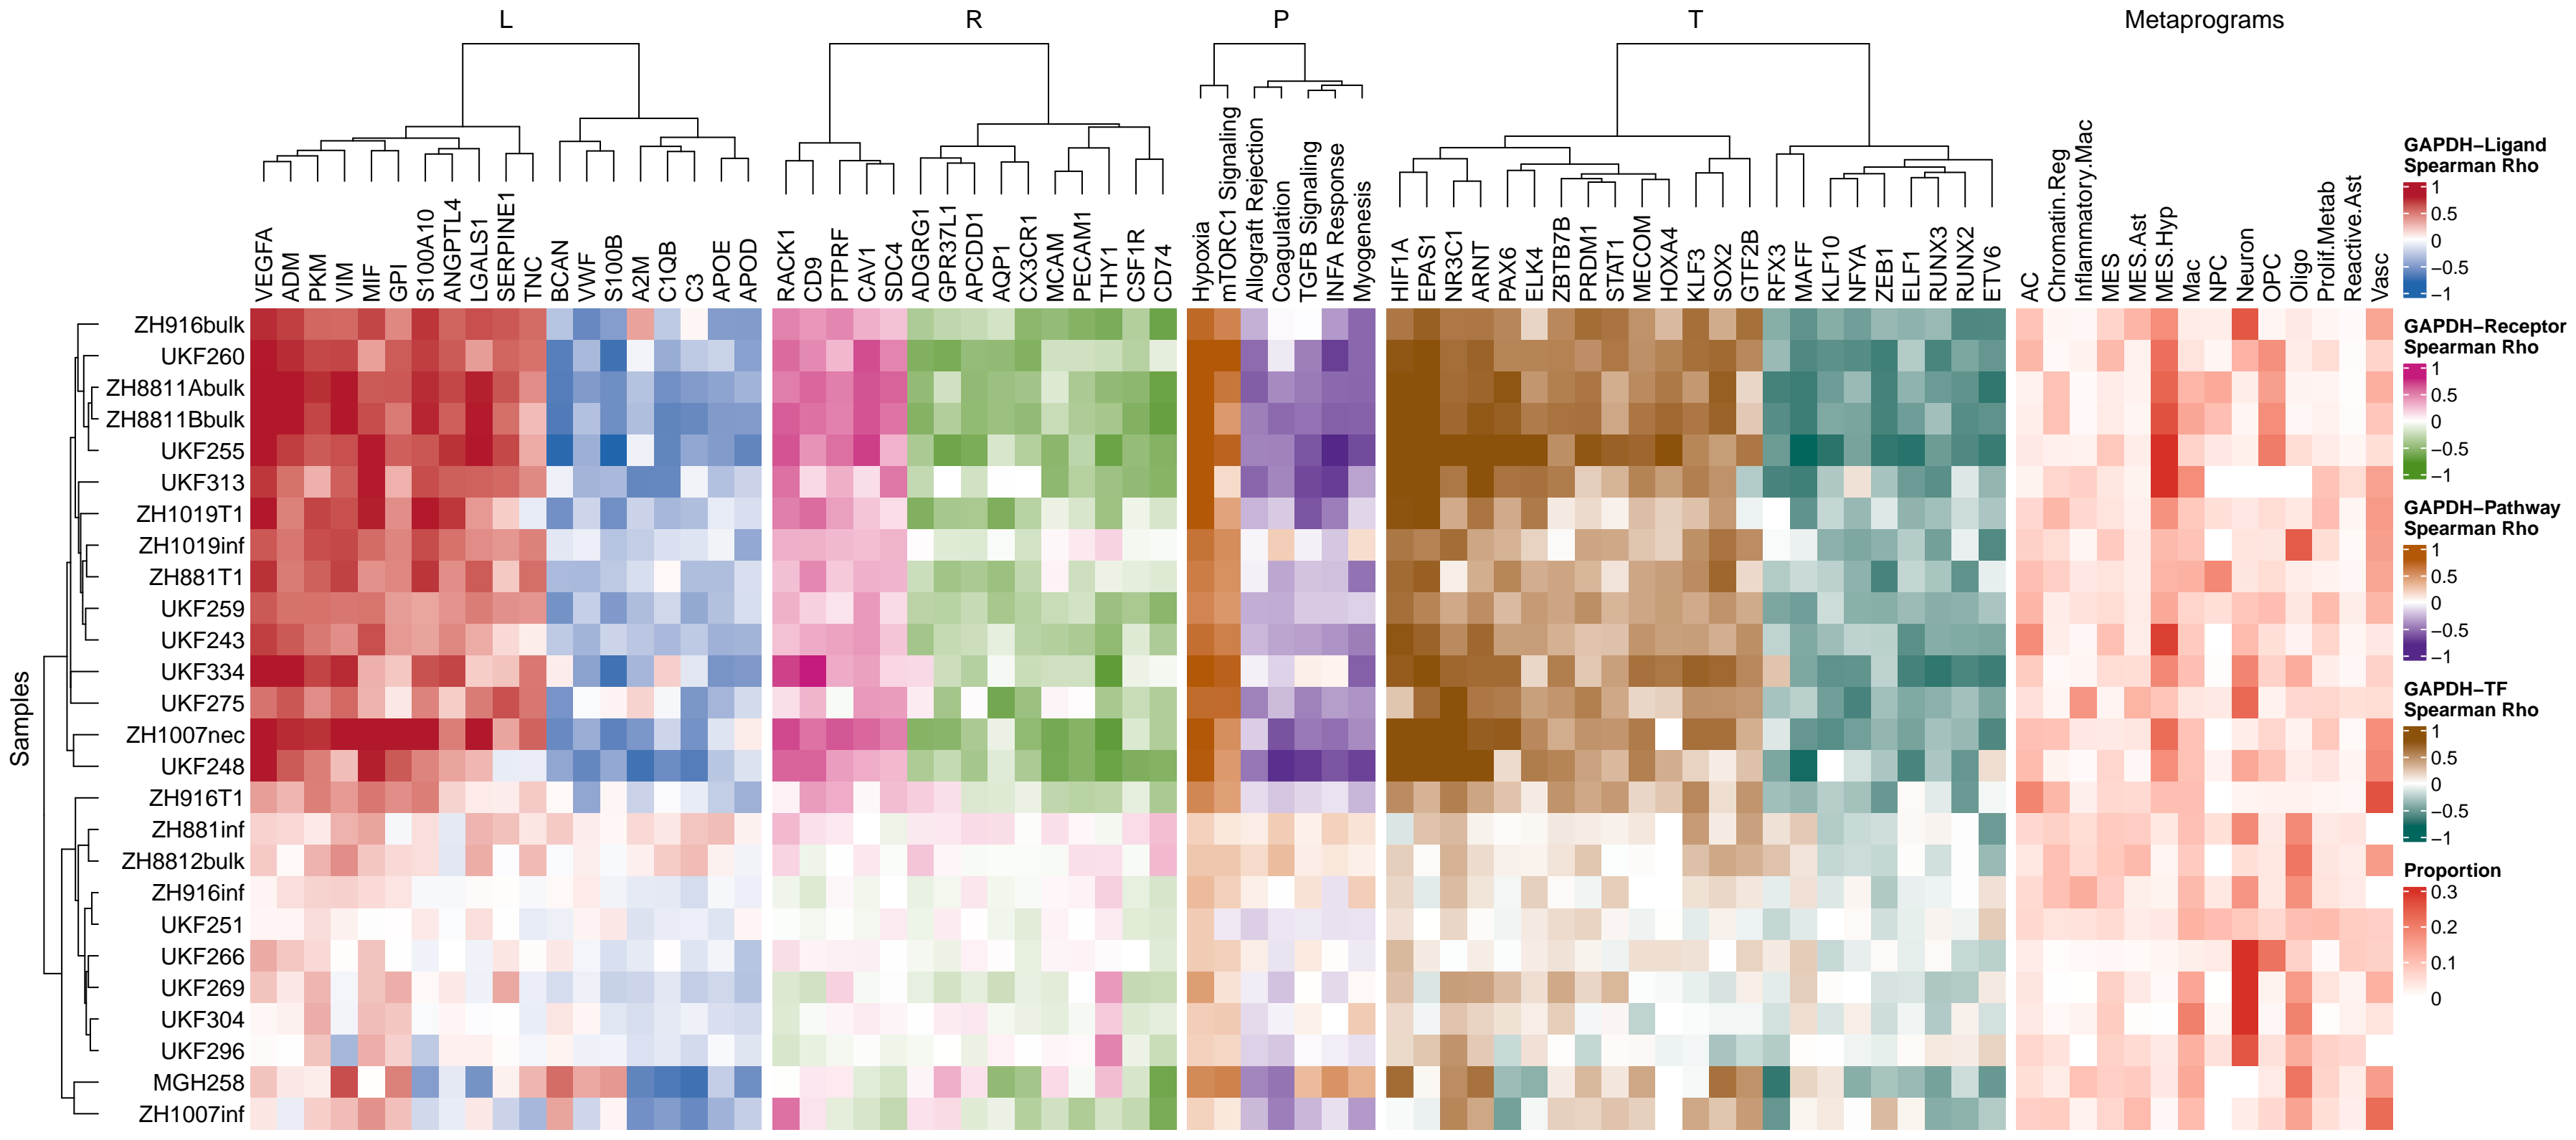 L
R
P
T
Metaprograms
VEGFA
ADM
PKM
VIM
MIF
GPI
S100A10
ANGPTL4
LGALS1
SERPINE1
TNC
BCAN
VWF
S100B
A2M
C1QB
C3
APOE
APOD
RACK1
CD9
PTPRF
CAV1
SDC4
ADGRG1
GPR37L1
APCDD1
AQP1
CX3CR1
MCAM
PECAM1
THY1
CSF1R
CD74
Hypoxia
mTORC1 Signaling
Allograft Rejection
Coagulation
TGFB Signaling
INFA Response
Myogenesis
HIF1A
EPAS1
NR3C1
ARNT
PAX6
ELK4
ZBTB7B
PRDM1
STAT1
MECOM
HOXA4
KLF3
SOX2
GTF2B
RFX3
MAFF
KLF10
NFYA
ZEB1
ELF1
RUNX3
RUNX2
ETV6
AC
Chromatin.Reg
Inflammatory.Mac
MES
MES.Ast
MES.Hyp
Mac
NPC
Neuron
OPC
Oligo
Prolif.Metab
Reactive.Ast
Vasc
Samples
ZH916bulk
UKF260
ZH8811Abulk
ZH8811Bbulk
UKF255
UKF313
ZH1019T1
ZH1019inf
ZH881T1
UKF259
UKF243
UKF334
UKF275
ZH1007nec
UKF248
ZH916T1
ZH881inf
ZH8812bulk
ZH916inf
UKF251
UKF266
UKF269
UKF304
UKF296
MGH258
ZH1007inf
GAPDH−Ligand
Spearman Rho
1
0.5
0
−0.5
−1
GAPDH−Receptor
Spearman Rho
1
0.5
0
−0.5
−1
GAPDH−Pathway
Spearman Rho
1
0.5
0
−0.5
−1
GAPDH−TF
Spearman Rho
1
0.5
0
−0.5
−1
Proportion
0.3
0.2
0.1
0